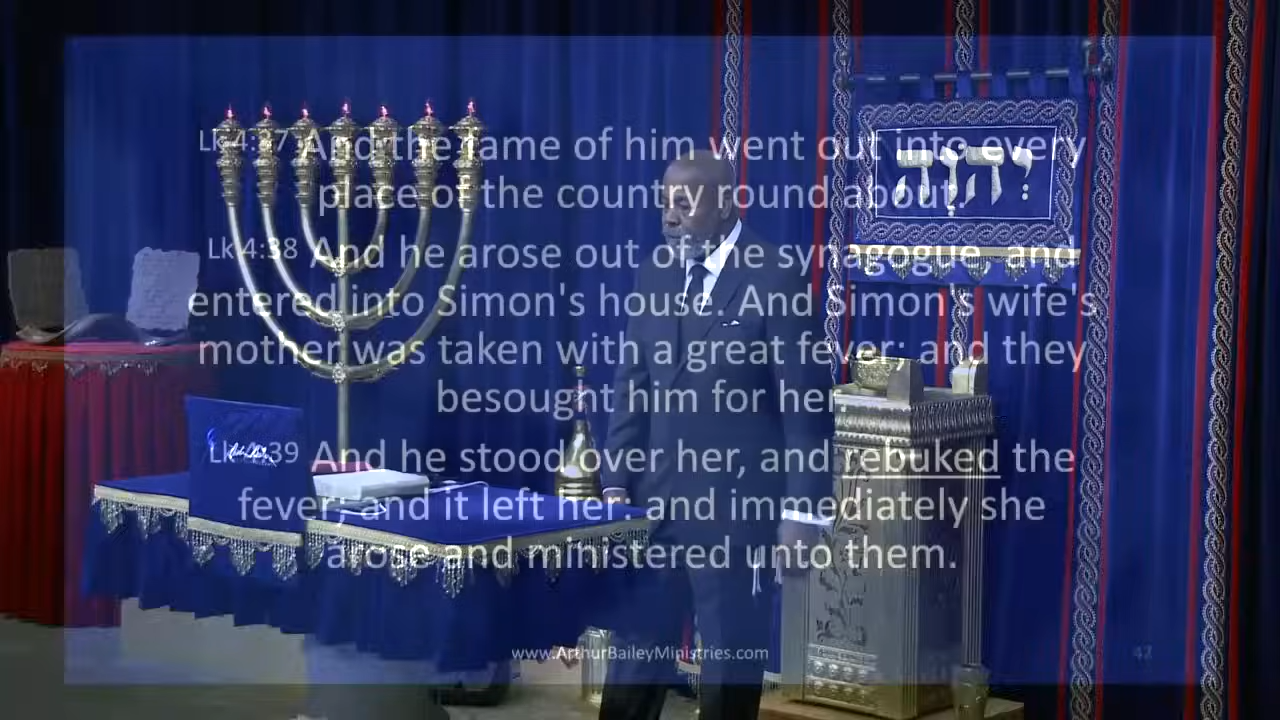 Lk 4:37 And the fame of him went out into every
place of the country round about.
Lk 4:38 And he arose out of the synagogue, and
entered into Simon's house. And Simon's wife's
mother was taken with a great fever; and they
besought him for her.
Lk 4:39 And he stood over her, and rebuked the
fever; and it left her: and immediately she
arose and ministered unto them.
www.ArthurBaileyMinistries.com
42
יהוה